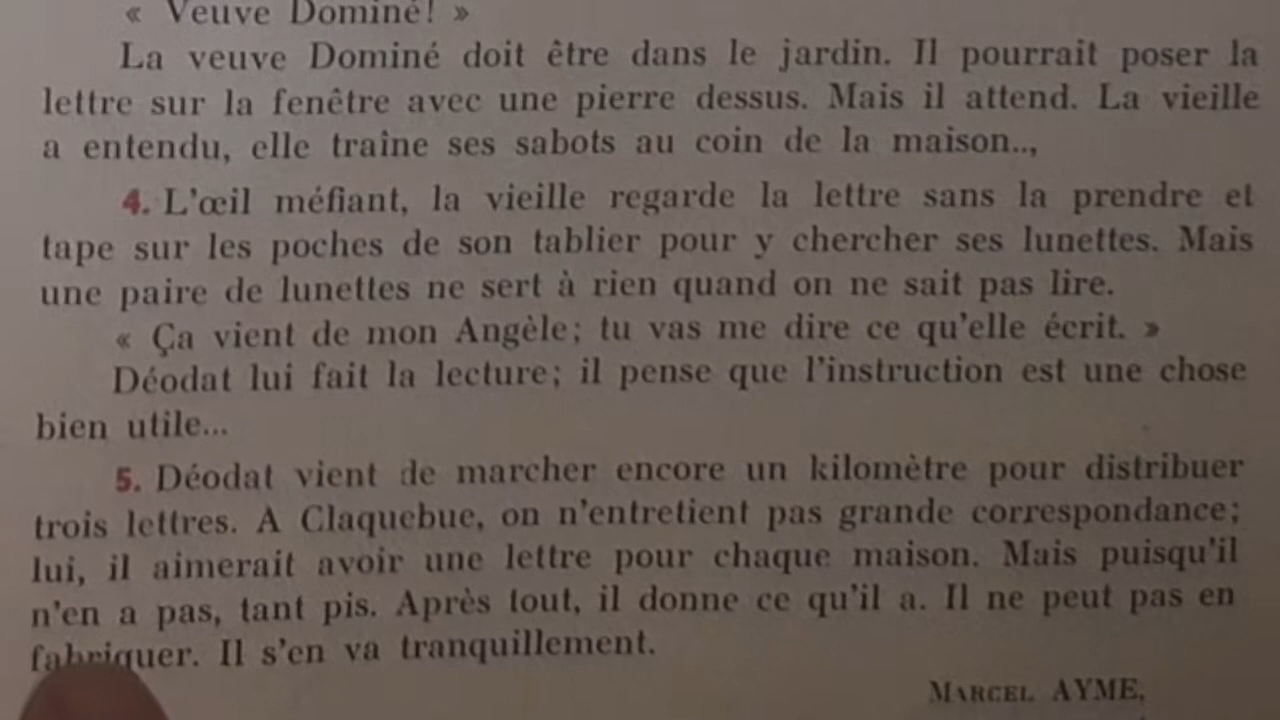 « Veuve Dominé! »
La veuve Dominé doit être dans le jardin. Il pourrait poser la
lettre sur la fenêtre avec une pierre dessus. Mais il attend. La vieille
a entendu, elle traîne ses sabots au coin de la maison..,
4. L'œil méfiant, la vieille regarde la lettre sans la prendre et
tape sur les poches de son tablier pour y chercher ses lunettes. Mais
une paire de lunettes ne sert à rien quand on ne sait pas lire.
« Ça vient de mon Angèle; tu vas me dire ce qu'elle écrit. »
Déodat lui fait la lecture; il pense que l'instruction est une chose
bien utile...
5. Déodat vient de marcher encore un kilomètre pour distribuer
trois lettres. A Claquebue, on n'entretient pas grande correspondance;
lui, il aimerait avoir une lettre pour chaque maison. Mais puisqu'il
n'en a pas, tant pis. Après tout, il donne ce qu'il a. Il ne peut pas en
fabriquer. Il s'en va tranquillement.
MARCEL AYME,